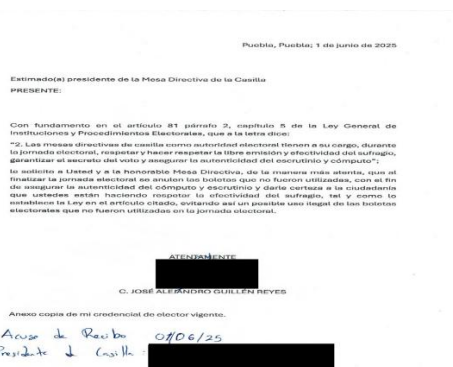 Puebla, Puebla; 1 de junio de 2025
Estimado(a) presidente de la Mesa Directiva de la Casilla
PRESENTE:
Con fundamento en el artículo 81 párrafo 2, capítulo 5 de la Ley General de
Instituciones y Procedimientos Electorales, que a la letra dice:
"2. Las mesas directivas de casilla como autoridad electoral tienen a su cargo, durante
la jornada electoral, respetar y hacer respetar la libre emisión y efectividad del sufragio,
garantizar el secreto del voto y asegurar la autenticidad del escrutinio y cómputo";
le solicito a Usted y a la honorable Mesa Directiva, de la manera más atenta, que al
finalizar la jornada electoral se anulen los boletos que no fueron utilizadas, con el fin
de asegurar la autenticidad del cómputo y escrutinio y darle certeza a la ciudadanía
que ustedes están haciendo respetar la efectividad del sufragio, tal y como lo
establece la Ley en el artículo citado, evitando así un posible uso ilegal de las boletas
electorales que no fueron utilizadas en la jornada electoral.
ATENTAMENTE
C. JOSÉ ALEJANDRO GUILLÉN REYES
Anexo copia de mi credencial de elector vigente.
Acuse de Recibo 01/06/25
Presidente de Casilla: